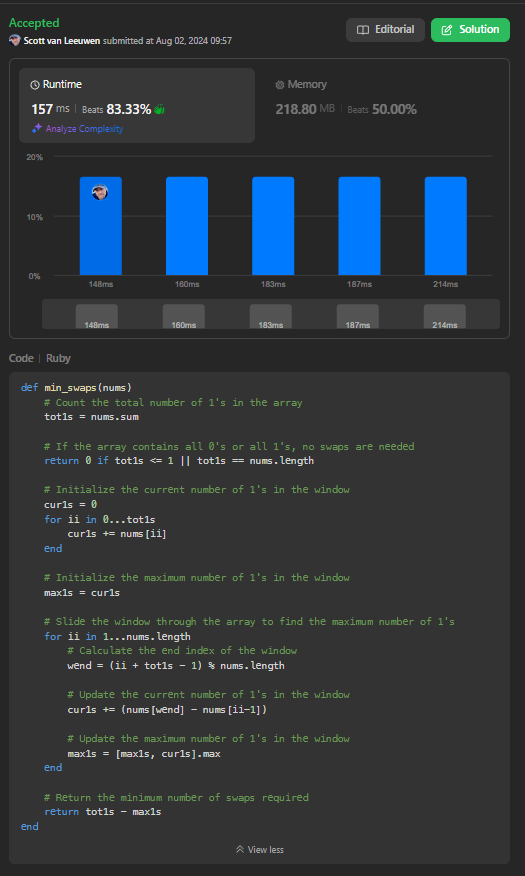 Accepted
Editorial
Solution
Scott van Leeuwen submitted at Aug 02, 2024 09:57
Runtime
Memory
157 ms | Beats 83.33%
218.80 MB | Beats 50.00%
Analyze Complexity
20%
10%
0%
148ms 160ms 183ms 187ms 214ms
148ms 160ms 183ms 187ms 214ms
Code | Ruby
def min_swaps(nums)
    # Count the total number of 1's in the array
    tot1s = nums.sum

    # If the array contains all 0's or all 1's, no swaps are needed
    return 0 if tot1s <= 1 || tot1s == nums.length

    # Initialize the current number of 1's in the window
    cur1s = 0
    for ii in 0...tot1s
        cur1s += nums[ii]
    end

    # Initialize the maximum number of 1's in the window
    max1s = cur1s

    # Slide the window through the array to find the maximum number of 1's
    for ii in 1...nums.length
        # Calculate the end index of the window
        wend = (ii + tot1s - 1) % nums.length

        # Update the current number of 1's in the window
        cur1s += (nums[wend] - nums[ii-1])

        # Update the maximum number of 1's in the window
        max1s = [max1s, cur1s].max
    end

    # Return the minimum number of swaps required
    return tot1s - max1s
end
View less